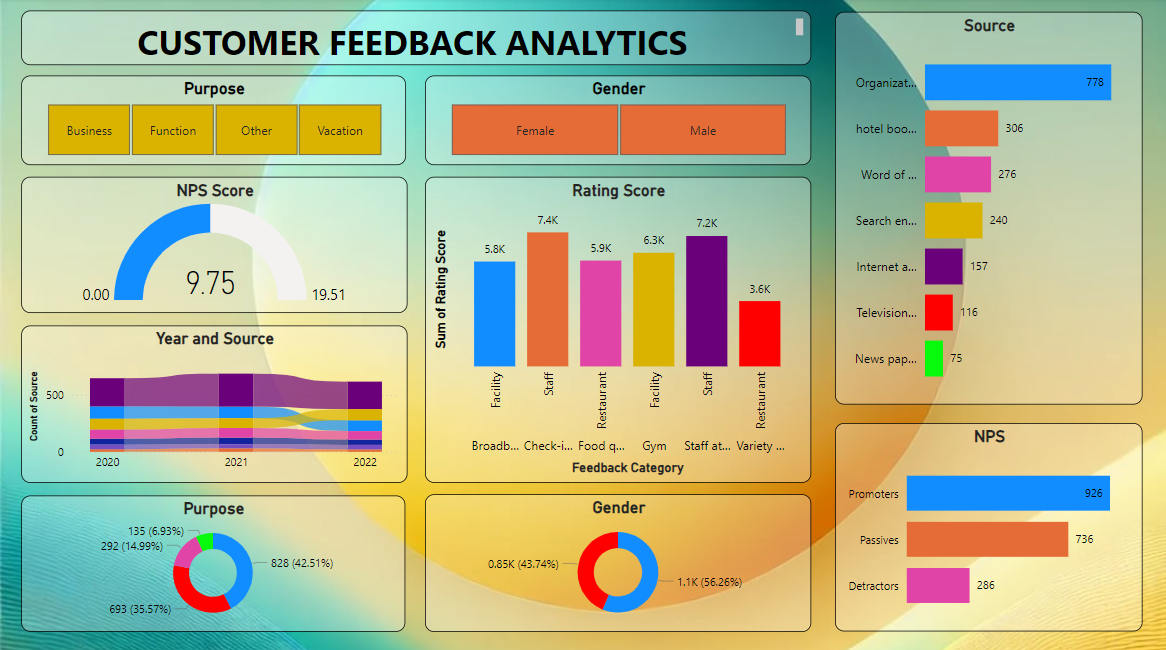 CUSTOMER FEEDBACK ANALYTICS
Purpose
Business Function Other Vacation
Gender
Female Male
NPS Score
0.00 9.75 19.51
Year and Source
Count of Source
500
0
2020 2021 2022
Purpose
135 (6.93%)
292 (14.99%)
828 (42.51%)
693 (35.57%)
Rating Score
Sum of Rating Score
5.8K 7.4K 5.9K 6.3K 7.2K 3.6K
Facility Staff Restaurant Facility Staff Restaurant
Broadb... Check-i... Food q... Gym Staff at... Variety ...
Feedback Category
Gender
0.85K (43.74%)
1.1K (56.26%)
Source
Organizat... 778
hotel boo... 306
Word of ... 276
Search en... 240
Internet a... 157
Television... 116
News pap... 75
NPS
Promoters 926
Passives 736
Detractors 286